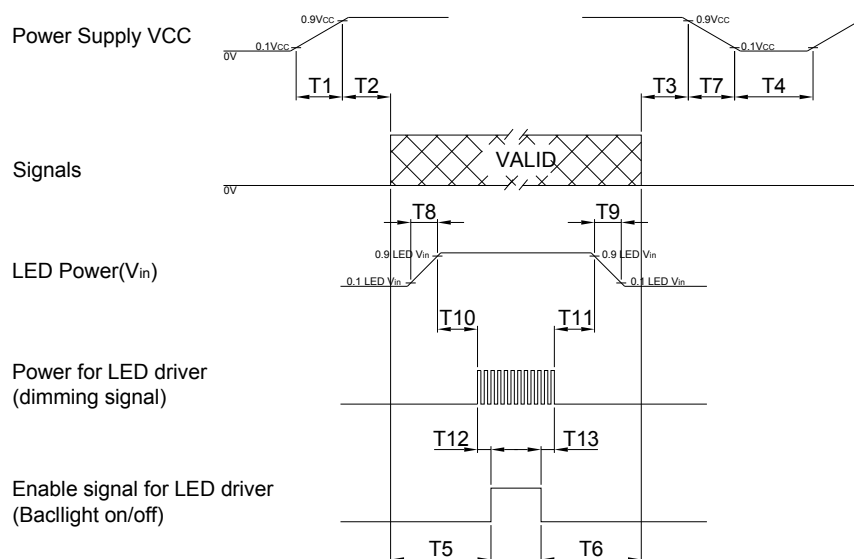 Power Supply VCC
0.9Vcc
0.1Vcc
0V
T1
T2
0.9Vcc
0.1Vcc
T3
T7
T4
Signals
VALID
0V
T8
T9
LED Power(Vin)
0.9 LED Vin
0.1 LED Vin
0.9 LED Vin
0.1 LED Vin
T10
T11
Power for LED driver
(dimming signal)
T12
T13
Enable signal for LED driver
(Bacllight on/off)
T5
T6